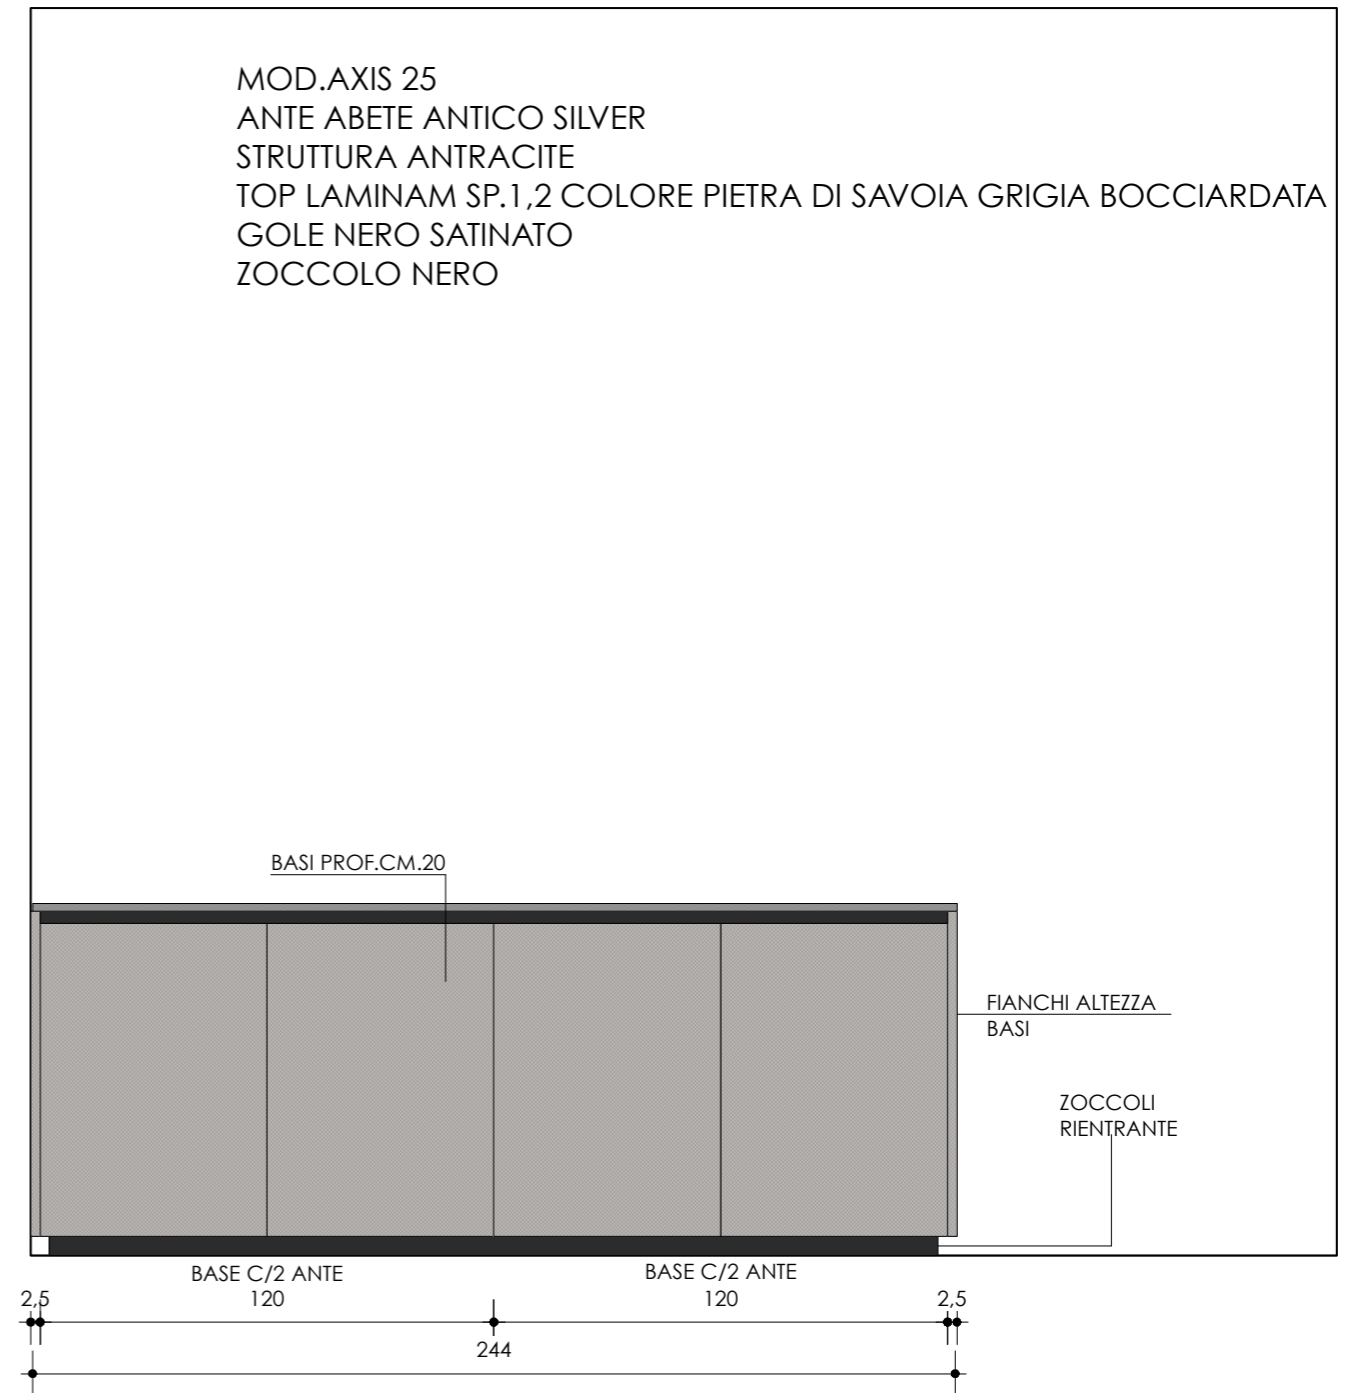 MOD.AXIS 25
ANTE ABETE ANTICO SILVER
STRUTTURA ANTRACITE
TOP LAMINAM SP.1,2 COLORE PIETRA DI SAVOIA GRIGIA BOCCIARDATA
GOLE NERO SATINATO
ZOCCOLO NERO
BASI PROF.CM.20
FIANCHI ALTEZZA
BASI
ZOCCOLI
RIENTRANTE
BASE C/2 ANTE
BASE C/2 ANTE
2,5
120
120
2,5
244